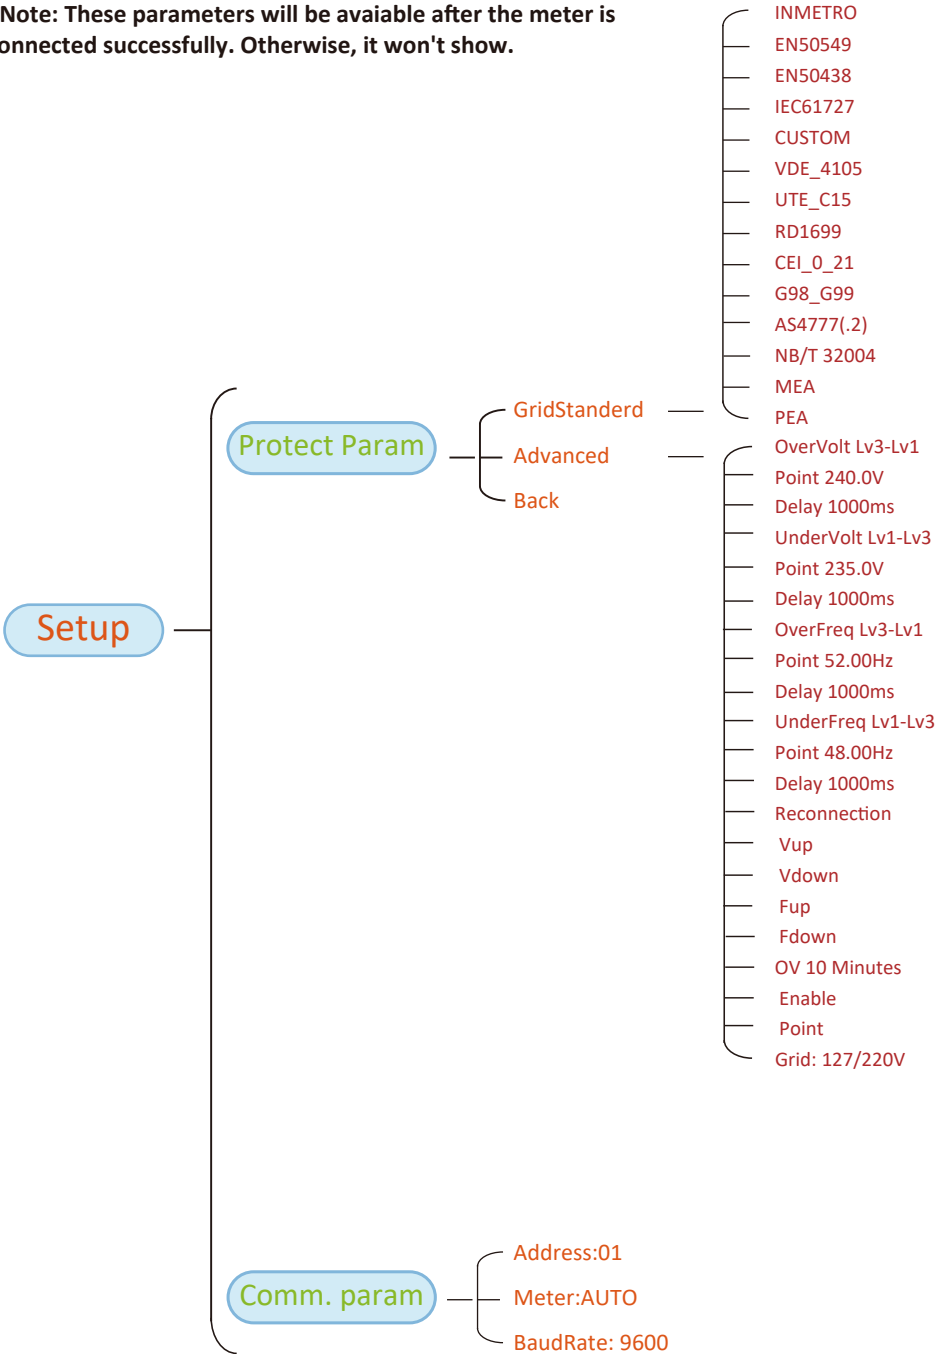 Note: These parameters will be avaiable after the meter is
onnected successfully. Otherwise, it won't show.
INMETRO
EN50549
EN50438
IEC61727
CUSTOM
VDE_4105
UTE_C15
RD1699
CEI_0_21
G98_G99
AS4777(.2)
NB/T 32004
MEA
PEA
Setup
Protect Param
GridStanderd
Advanced
Back
OverVolt Lv3-Lv1
Point 240.0V
Delay 1000ms
UnderVolt Lv1-Lv3
Point 235.0V
Delay 1000ms
OverFreq Lv3-Lv1
Point 52.00Hz
Delay 1000ms
UnderFreq Lv1-Lv3
Point 48.00Hz
Delay 1000ms
Reconnection
Vup
Vdown
Fup
Fdown
OV 10 Minutes
Enable
Point
Grid: 127/220V
Comm. param
Address:01
Meter:AUTO
BaudRate: 9600